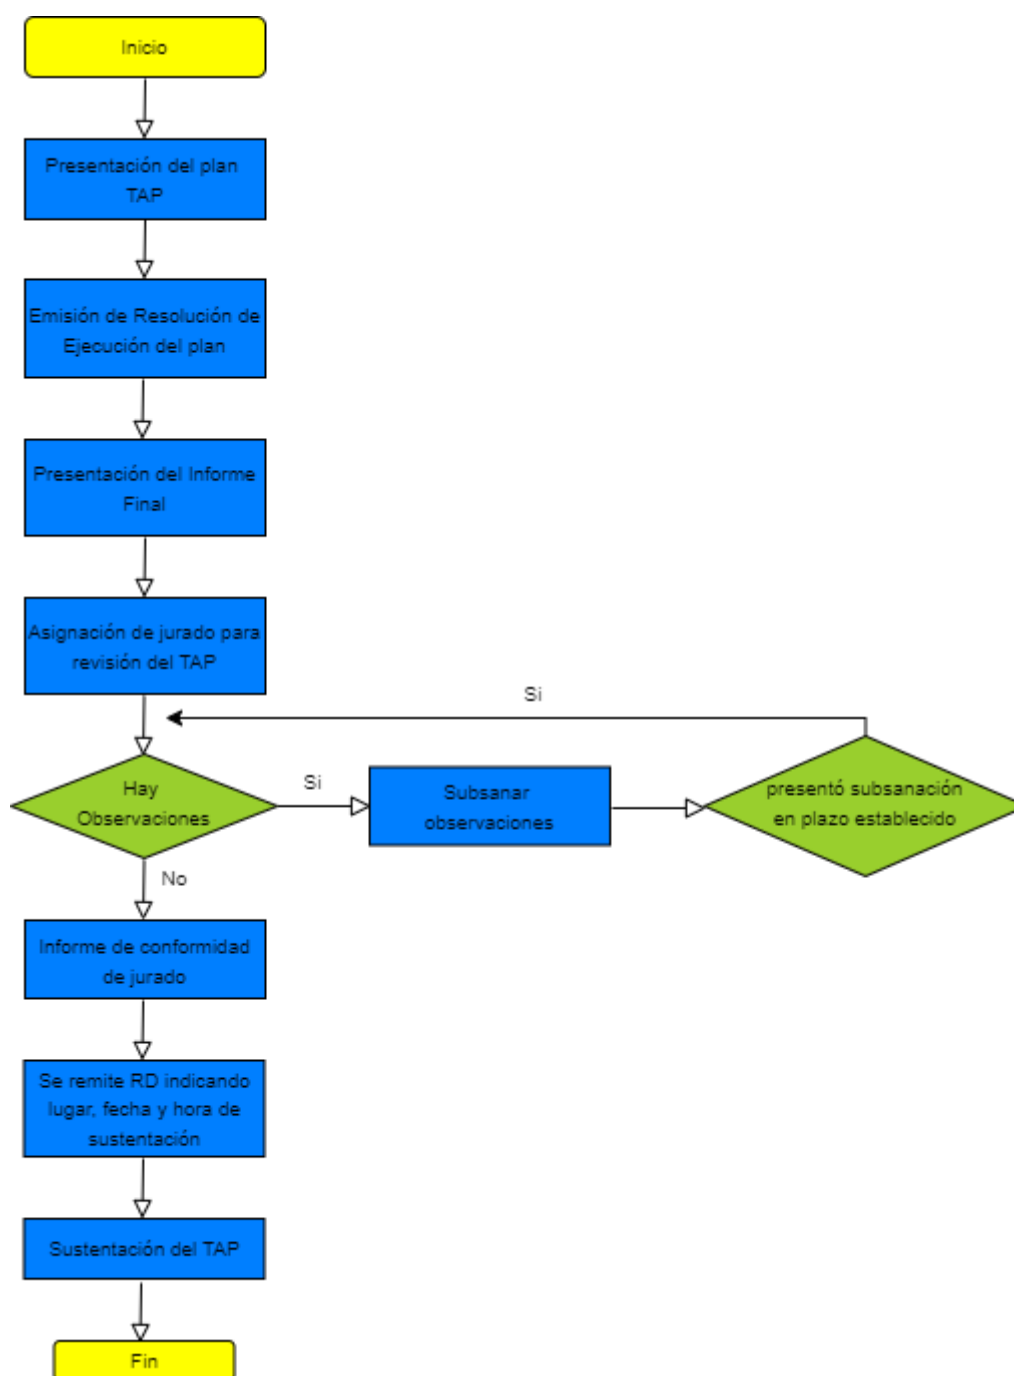 Inicio
Presentación del plan
TAP
Emisión de Resolución de
Ejecución del plan
Presentación del Informe
Final
Asignación de jurado para
revisión del TAP
Si
Hay
Observaciones
Si
Subsanar
observaciones
presentó subsanación
en plazo establecido
No
Informe de conformidad
de jurado
Se remite RD indicando
lugar, fecha y hora de
sustentación
Sustentación del TAP
Fin